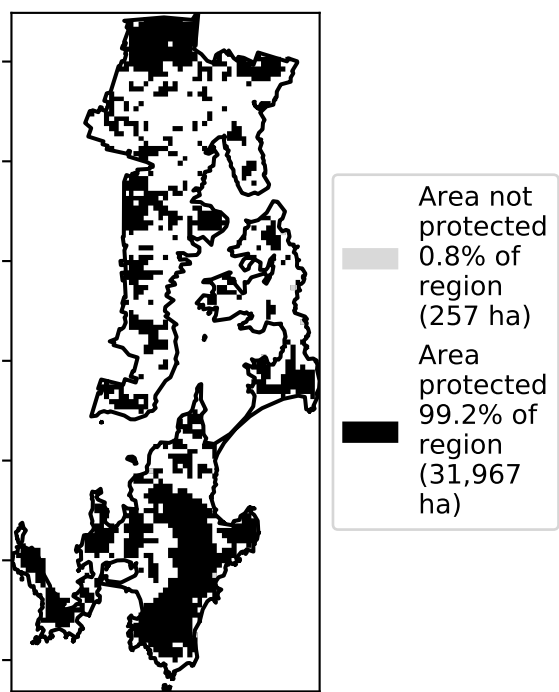 Area not
protected
0.8% of
region
(257 ha)
Area
protected
99.2% of
region
(31,967
ha)